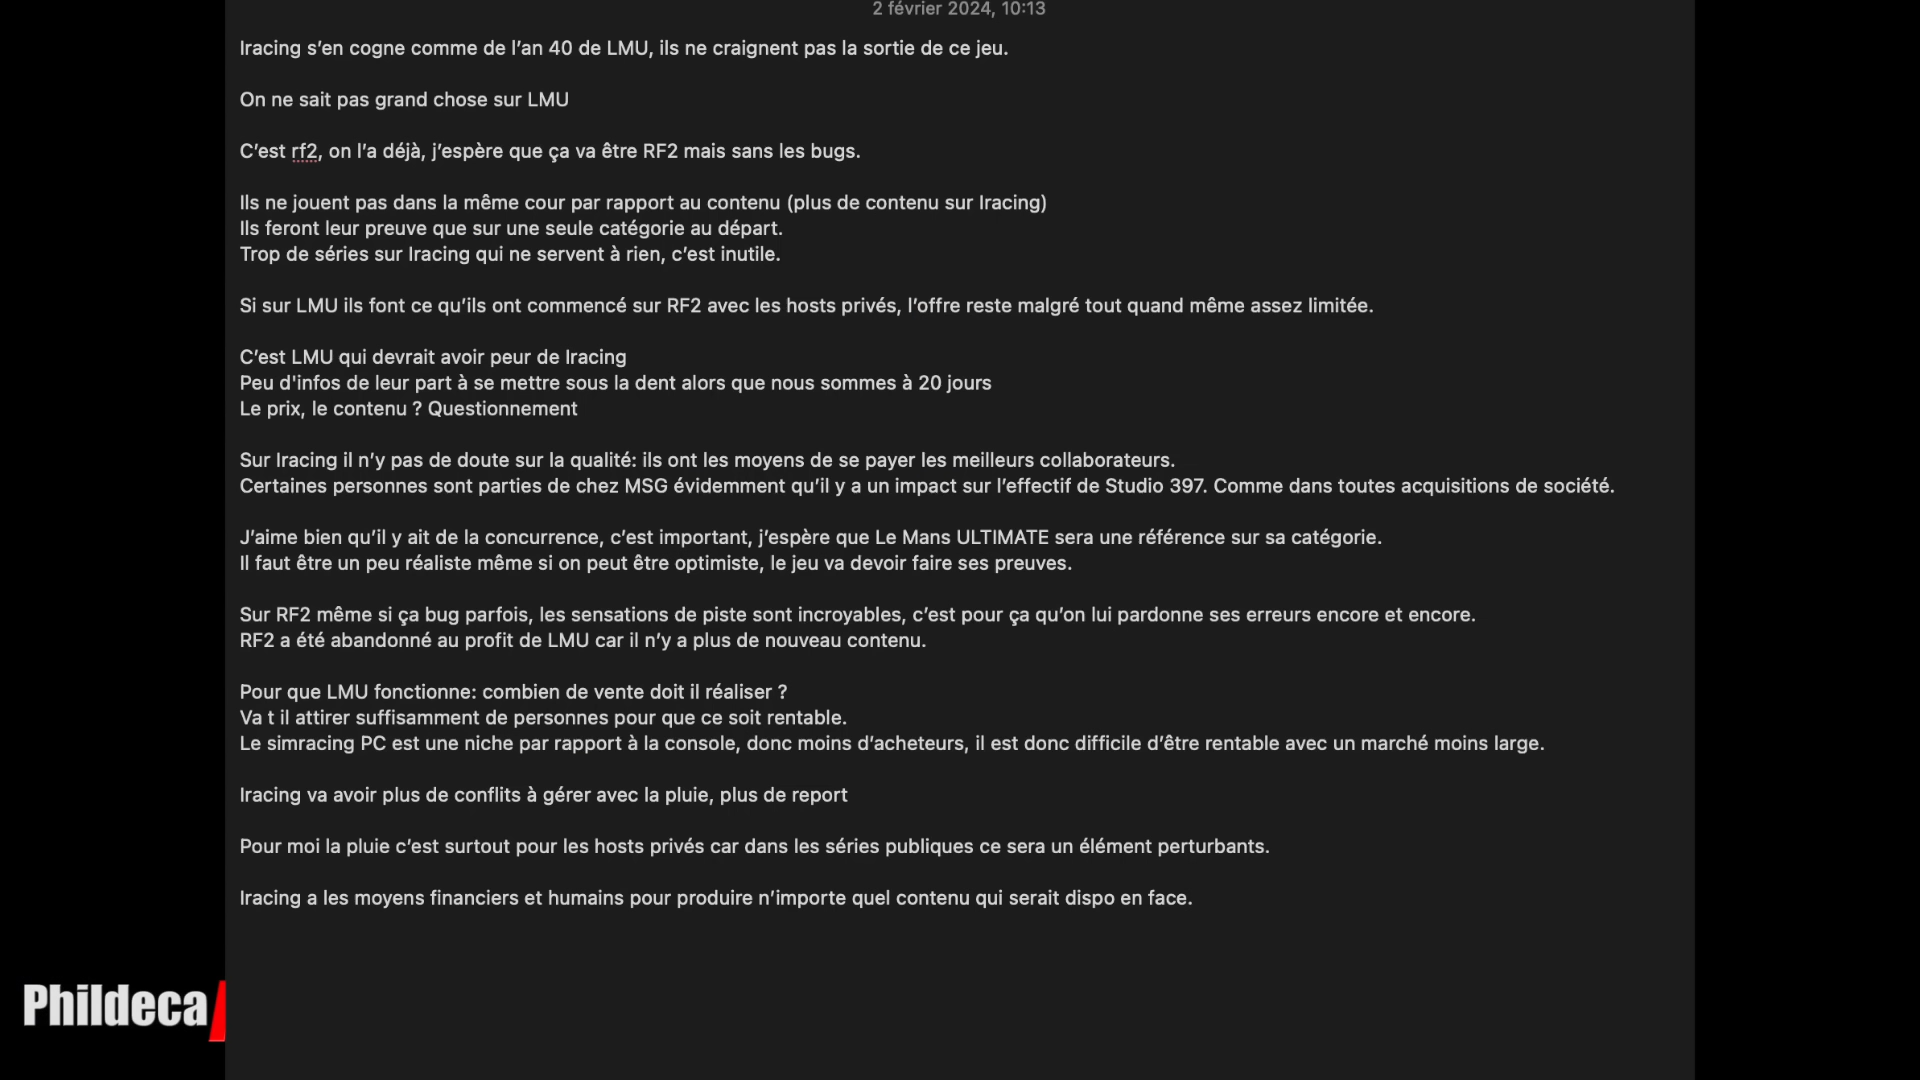 2 février 2024, 10:13
Iracing s’en cogne comme de l’an 40 de LMU, ils ne craignent pas la sortie de ce jeu.
On ne sait pas grand chose sur LMU
C’est rf2, on l’a déjà, j’espère que ça va être RF2 mais sans les bugs.
Ils ne jouent pas dans la même cour par rapport au contenu (plus de contenu sur Iracing)
Ils feront leur preuve que sur une seule catégorie au départ.
Trop de séries sur Iracing qui ne servent à rien, c’est inutile.
Si sur LMU ils font ce qu’ils ont commencé sur RF2 avec les hosts privés, l’offre reste malgré tout quand même assez limitée.
C’est LMU qui devrait avoir peur de Iracing
Peu d'infos de leur part à se mettre sous la dent alors que nous sommes à 20 jours
Le prix, le contenu ? Questionnement
Sur Iracing il n’y pas de doute sur la qualité: ils ont les moyens de se payer les meilleurs collaborateurs.
Certaines personnes sont parties de chez MSG évidemment qu’il y a un impact sur l’effectif de Studio 397. Comme dans toutes acquisitions de société.
J’aime bien qu’il y ait de la concurrence, c’est important, j’espère que Le Mans ULTIMATE sera une référence sur sa catégorie.
Il faut être un peu réaliste même si on peut être optimiste, le jeu va devoir faire ses preuves.
Sur RF2 même si ça bug parfois, les sensations de piste sont incroyables, c’est pour ça qu’on lui pardonne ses erreurs encore et encore.
RF2 a été abandonné au profit de LMU car il n’y a plus de nouveau contenu.
Pour que LMU fonctionne: combien de vente doit il réaliser ?
Va t il attirer suffisamment de personnes pour que ce soit rentable.
Le simracing PC est une niche par rapport à la console, donc moins d’acheteurs, il est donc difficile d’être rentable avec un marché moins large.
Iracing va avoir plus de conflits à gérer avec la pluie, plus de report
Pour moi la pluie c’est surtout pour les hosts privés car dans les séries publiques ce sera un élément perturbants.
Iracing a les moyens financiers et humains pour produire n’importe quel contenu qui serait dispo en face.
Phildeca